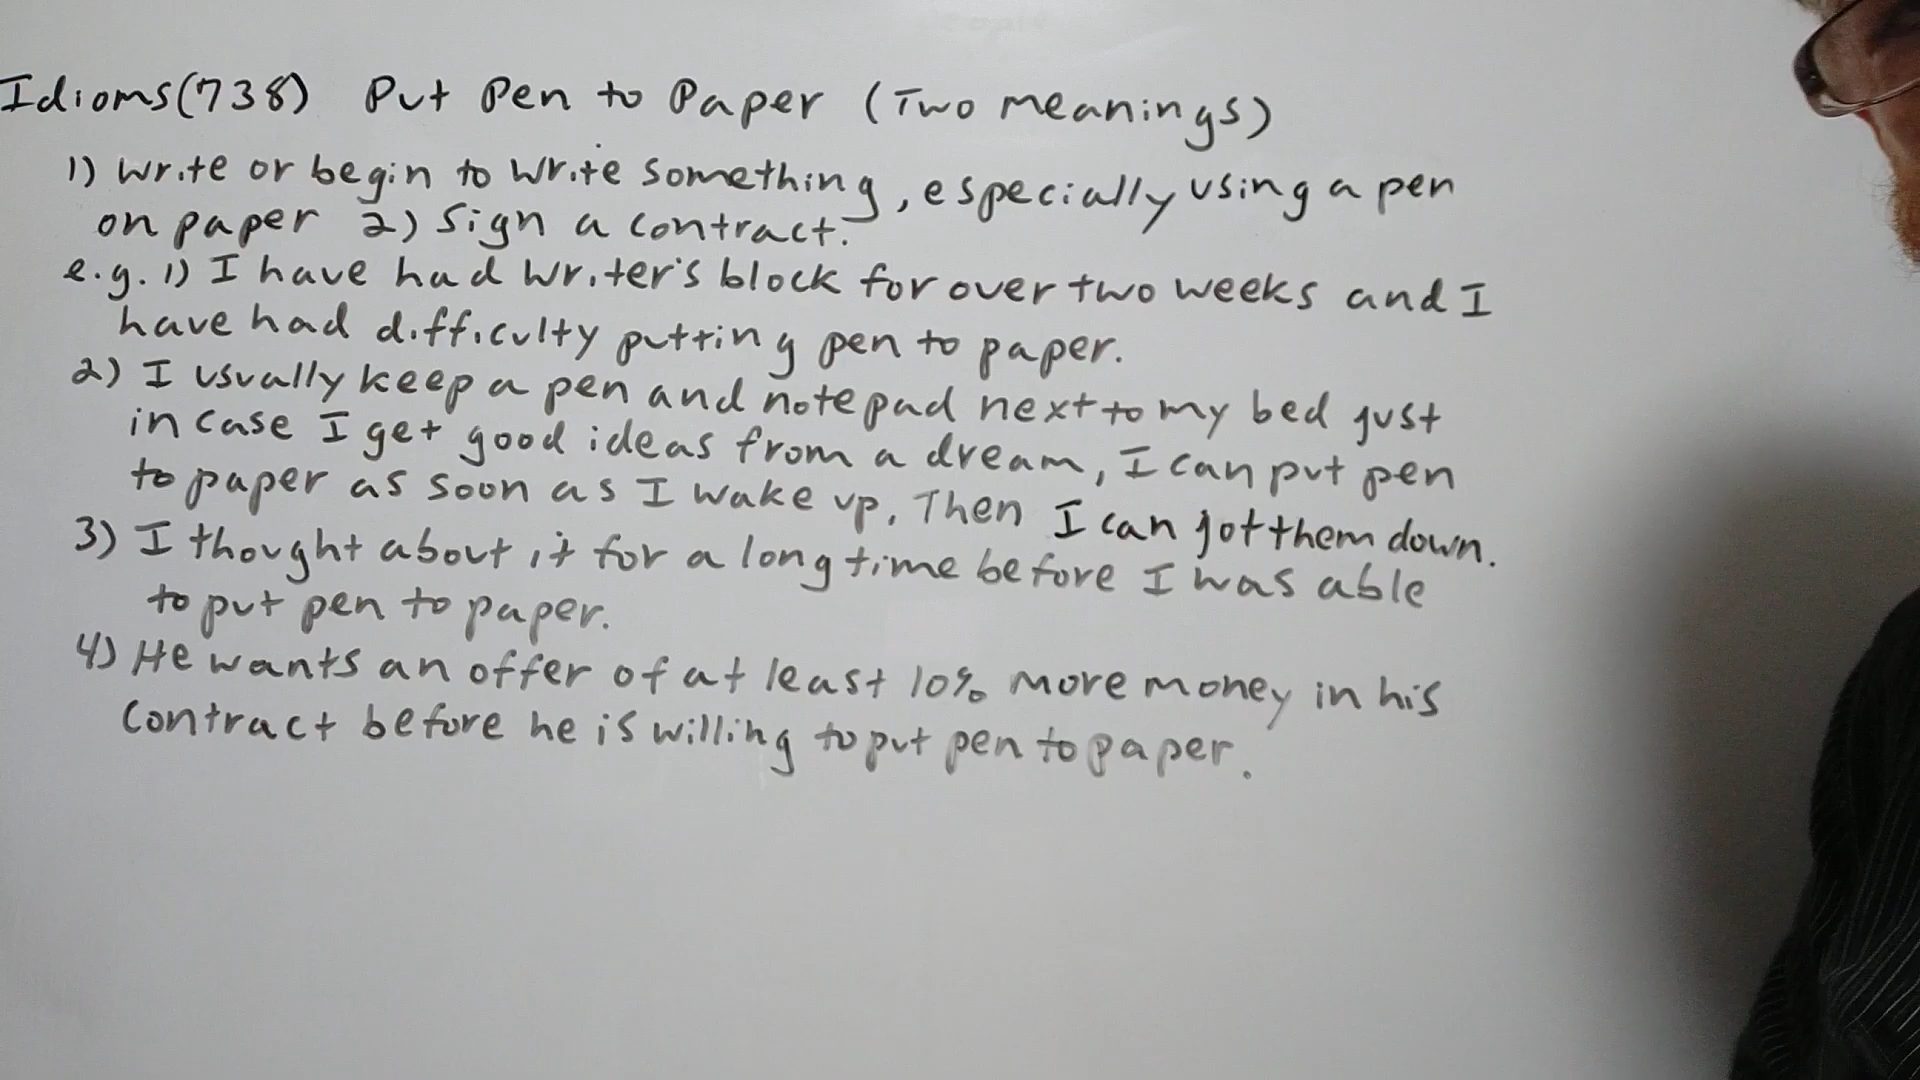 Idioms(738) Put Pen to Paper (Two meanings)
1) Write or begin to write something, especially using a pen
on paper 2) Sign a contract.
e.g. 1) I have had writer's block for over two weeks and I
have had difficulty putting pen to paper.
2) I usually keep a pen and notepad next to my bed just
in case I get good ideas from a dream, I can put pen
to paper as soon as I wake up. Then I can jot them down.
3) I thought about it for a long time before I was able
to put pen to paper.
4) He wants an offer of at least 10% more money in his
contract before he is willing to put pen to paper.